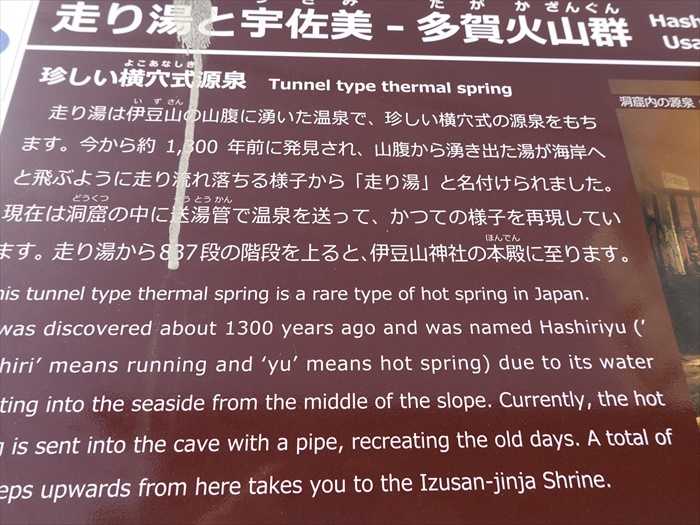 走り湯と宇佐美 - 多賀火山群 Hash
Usa
珍しい横穴式源泉 Tunnel type thermal spring
洞窟内の源泉
走り湯は伊豆山の山腹に湧いた温泉で、珍しい横穴式の源泉をもち
ます。今から約 1,300 年前に発見され、山腹から湧き出た湯が海岸へ
と飛ぶように走り流れ落ちる様子から「走り湯」と名付けられました。
現在は洞窟の中に送湯管で温泉を送って、かつての様子を再現してい
ます。走り湯から837段の階段を上ると、伊豆山神社の本殿に至ります。
his tunnel type thermal spring is a rare type of hot spring in Japan.
was discovered about 1300 years ago and was named Hashiriyu (‘
hiri’ means running and ‘yu’ means hot spring) due to its water
ting into the seaside from the middle of the slope. Currently, the hot
g is sent into the cave with a pipe, recreating the old days. A total of
eps upwards from here takes you to the Izusan-jinja Shrine.